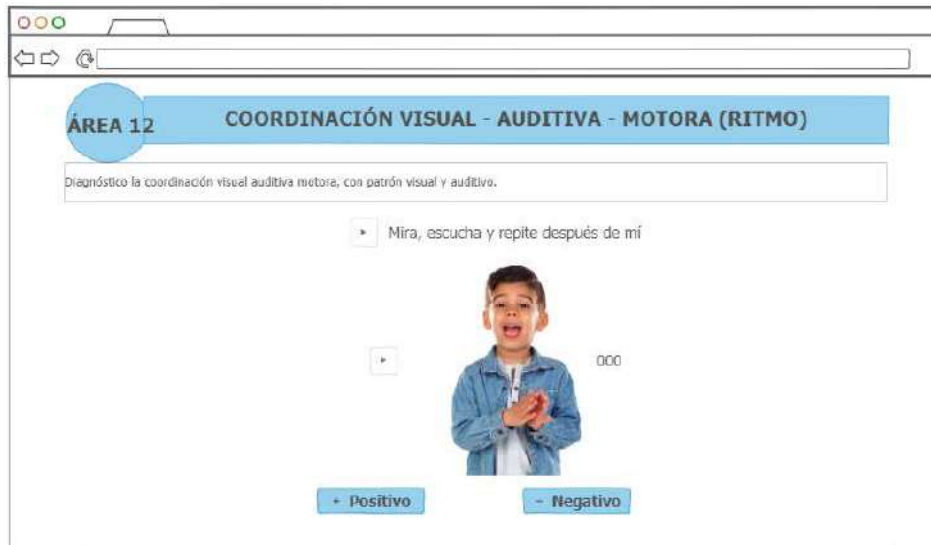 ÁREA 12
COORDINACIÓN VISUAL - AUDITIVA - MOTORA (RITMO)
Diagnóstico la coordinación visual auditiva motora, con patrón visual y auditivo.
Mira, escucha y repite después de mí
ooo
+ Positivo
- Negativo